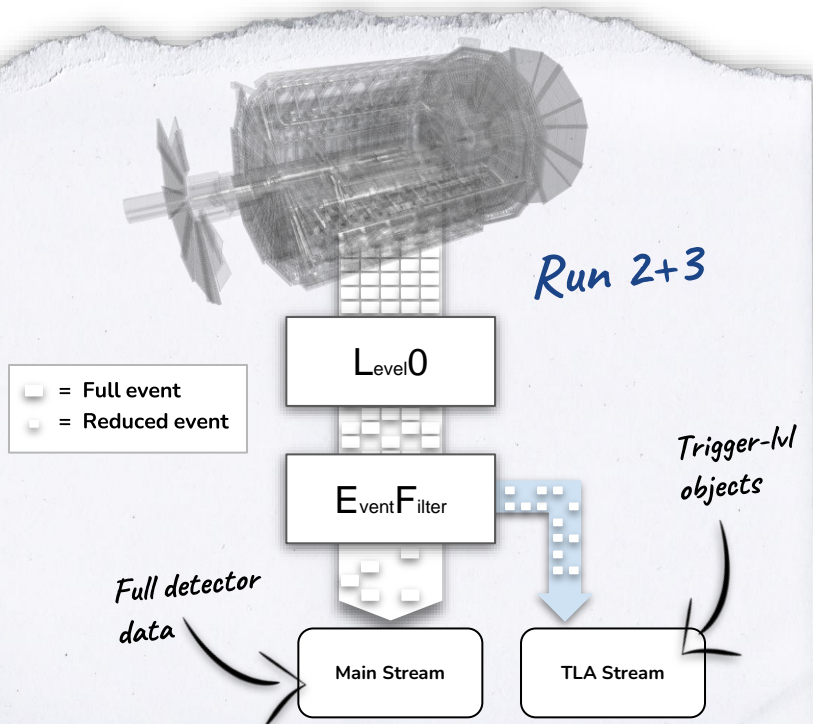 Run 2+3
Level0
= Full event
= Reduced event
EventFilter
Trigger-lvl
objects
Full detector
data
Main Stream
TLA Stream